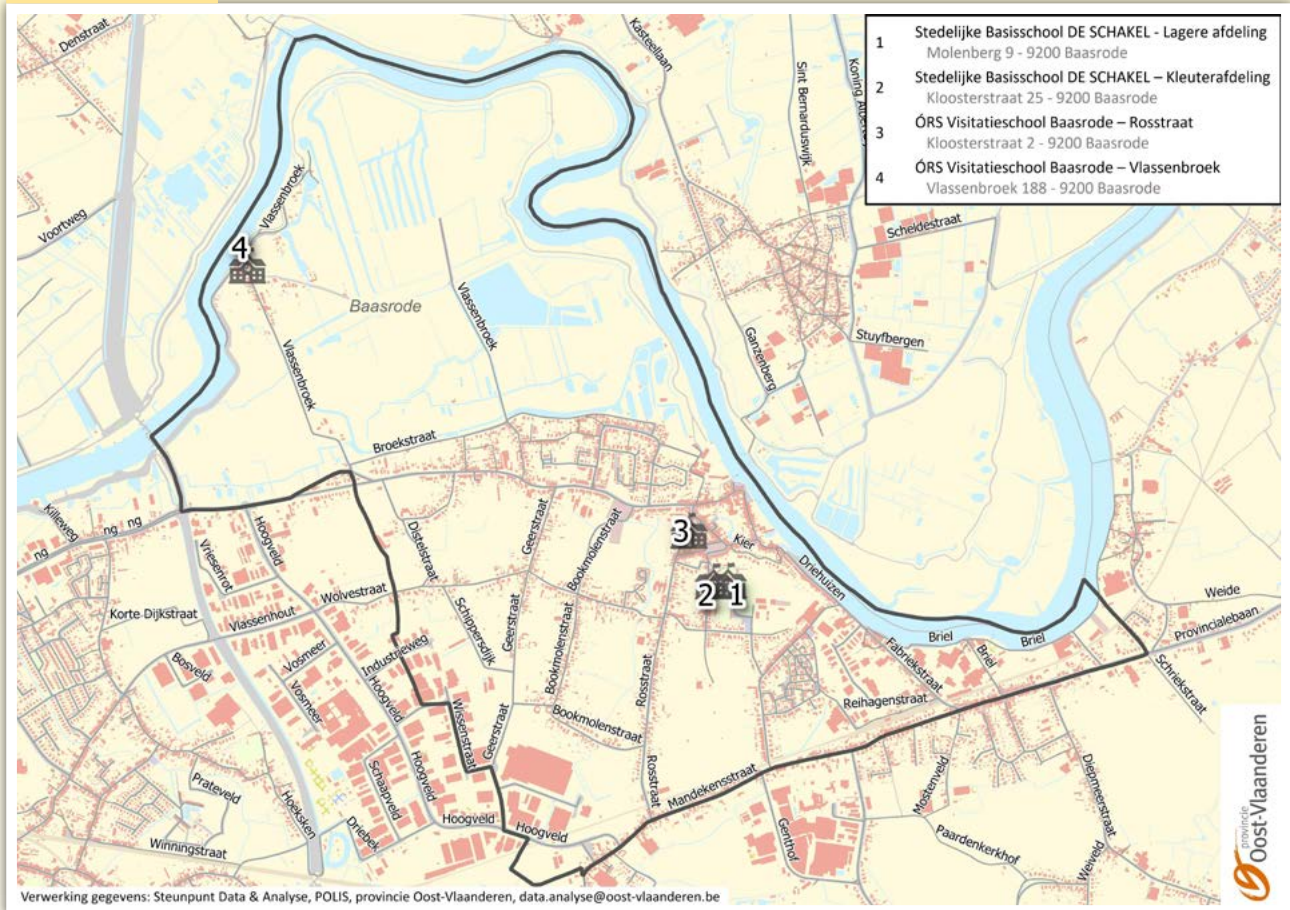 1 Stedelijke Basisschool DE SCHAKEL - Lagere afdeling
Molenberg 9 - 9200 Baasrode
2 Stedelijke Basisschool DE SCHAKEL – Kleuterafdeling
Kloosterstraat 25 - 9200 Baasrode
3 ÓRS Visitatieschool Baasrode – Rosstraat
Kloosterstraat 2 - 9200 Baasrode
4 ÓRS Visitatieschool Baasrode – Vlassenbroek
Vlassenbroek 188 - 9200 Baasrode
Denstraat
Kasteellaan
Sint Bernarduswijk
Voortweg
Vlassenbroek
4
Scheldestraat
Baasrode
Vlassenbroek
Ganzenberg
Stuyfbergen
Vlassenbroek
Broekstraat
Killeweg
ng
ng
ng
Hoogveld
Vriesenrot
Distelstraat
Geerstraat
Bookmolenstraat
3
Kier
Driehuizen
2
1
Wolvestraat
Korte Dijkstraat
Vlassenhout
Schippersdijk
Geerstraat
Bookmolenstraat
Weide
Provincialebaan
Briel
Briel
Briel
Fabriekstraat
Schriekstraat
Bosveld
Vosmeer
Industrieweg
Hoogveld
Vosmeer
Wissenstraat
Geerstraat
Bookmolenstraat
Rosstraat
Reihagenstraat
Rosstraat
Mandekensstraat
Prateveld
Hoeksken
Schaapveld
Hoogveld
Driebek
Hoogveld
Hoogveld
Winningstraat
Genthof
Mostenveld
Paardenkerkhof
Diepmeerstraat
Weiveld
provincie
Oost-Vlaanderen
Verwerking gegevens: Steunpunt Data & Analyse, POLIS, provincie Oost-Vlaanderen, data.analyse@oost-vlaanderen.be